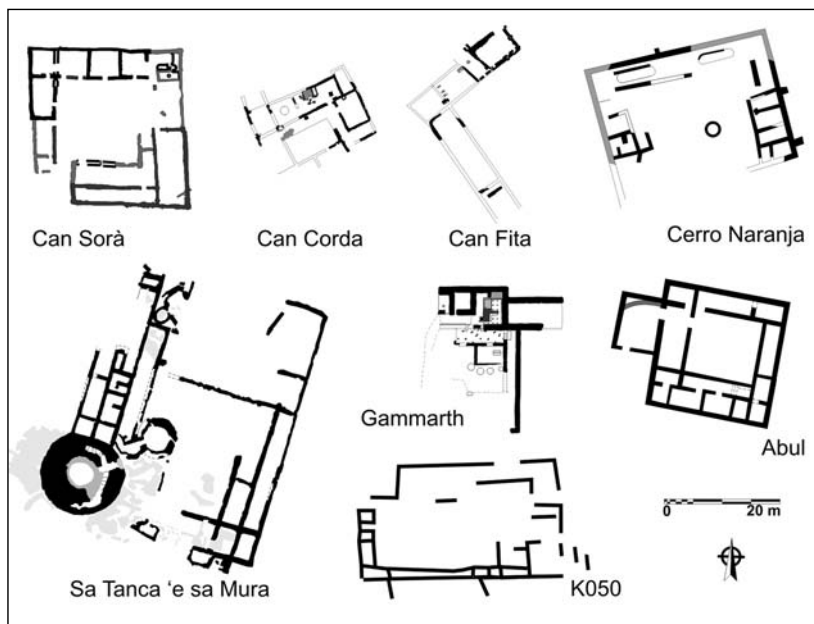 Can Sorà
Can Corda
Can Fita
Cerro Naranja
Gammarth
Abul
0 20 m
Sa Tanca ‘e sa Mura
K050